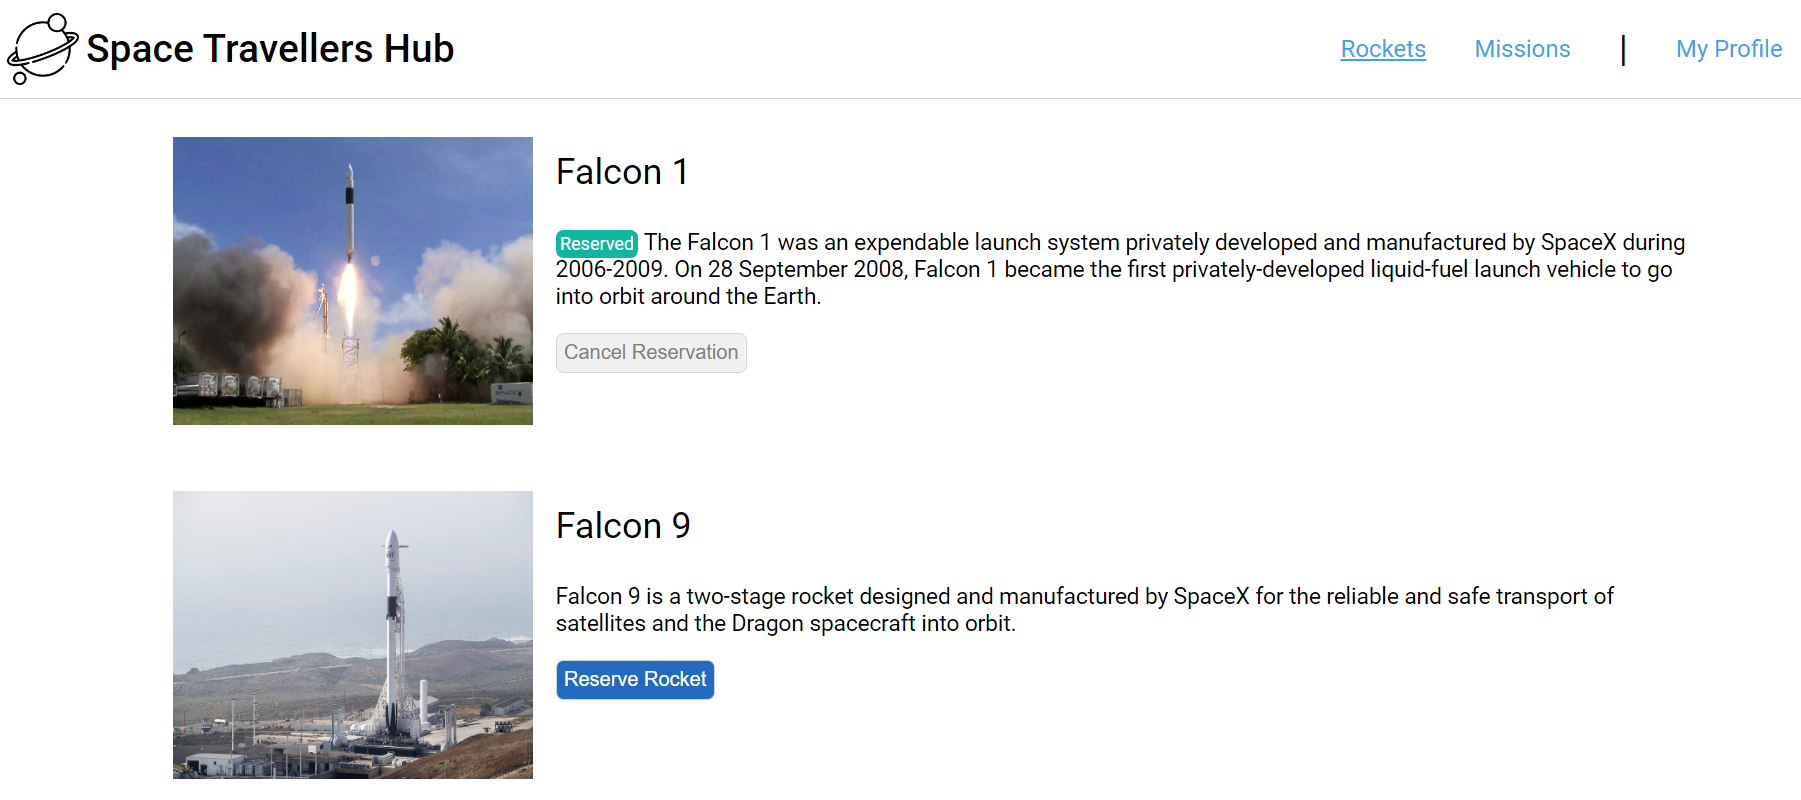 Space Travellers Hub
Rockets Missions | My Profile
Falcon 1
Reserved The Falcon 1 was an expendable launch system privately developed and manufactured by SpaceX during
2006-2009. On 28 September 2008, Falcon 1 became the first privately-developed liquid-fuel launch vehicle to go
into orbit around the Earth.
Cancel Reservation
SPACEX
Falcon 9
Falcon 9 is a two-stage rocket designed and manufactured by SpaceX for the reliable and safe transport of
satellites and the Dragon spacecraft into orbit.
Reserve Rocket